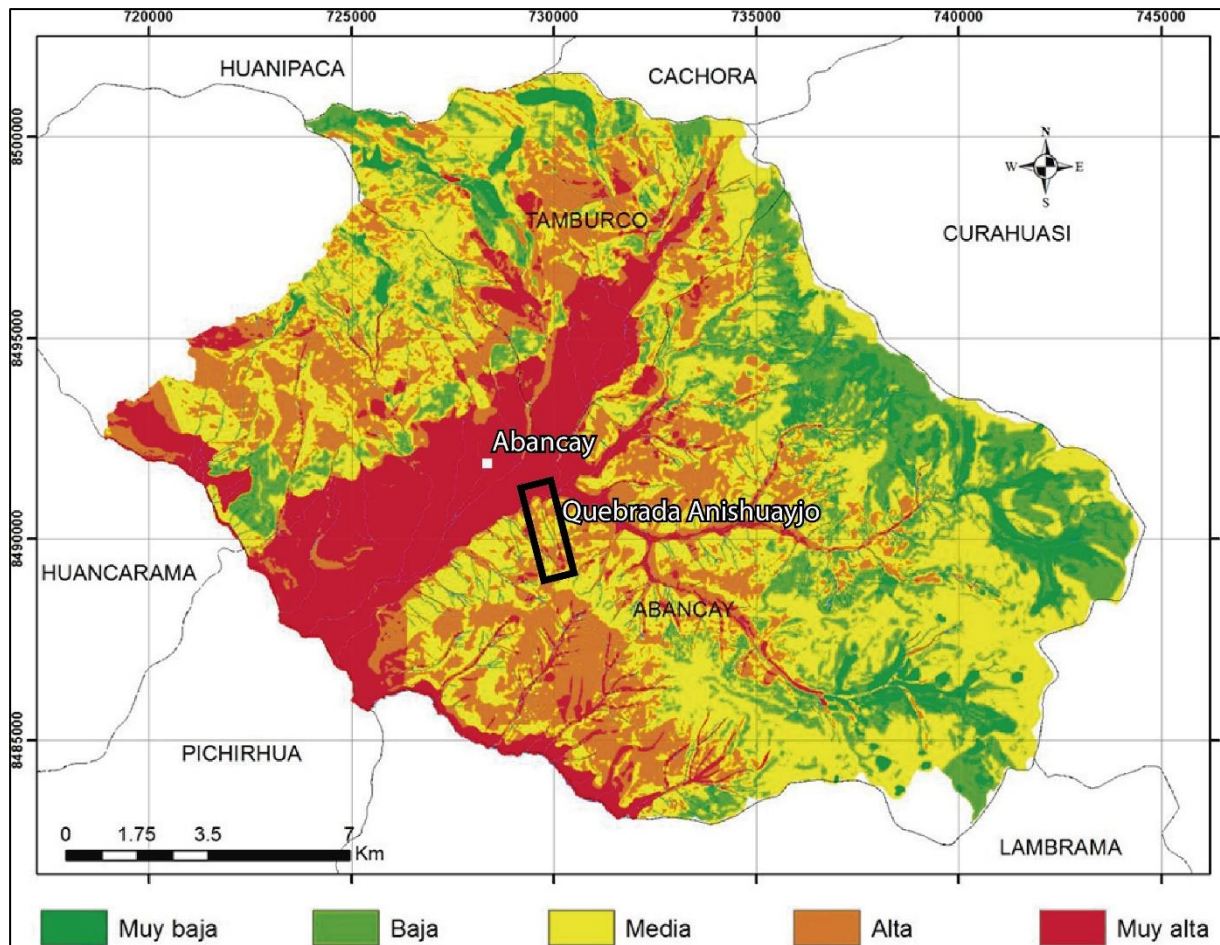 720000 725000 730000 735000 740000 745000
HUANIPACA
CACHORA
8500000
N
W E
S
TAMBURCO
CURAHUASI
8495000
Abancay
Quebrada Anishuayjo
8490000
HUANCARAMA
ABANCAY
8485000
PICHIRHUA
0 1.75 3.5 7
Km
LAMBRAMA
Muy baja Baja Media Alta Muy alta